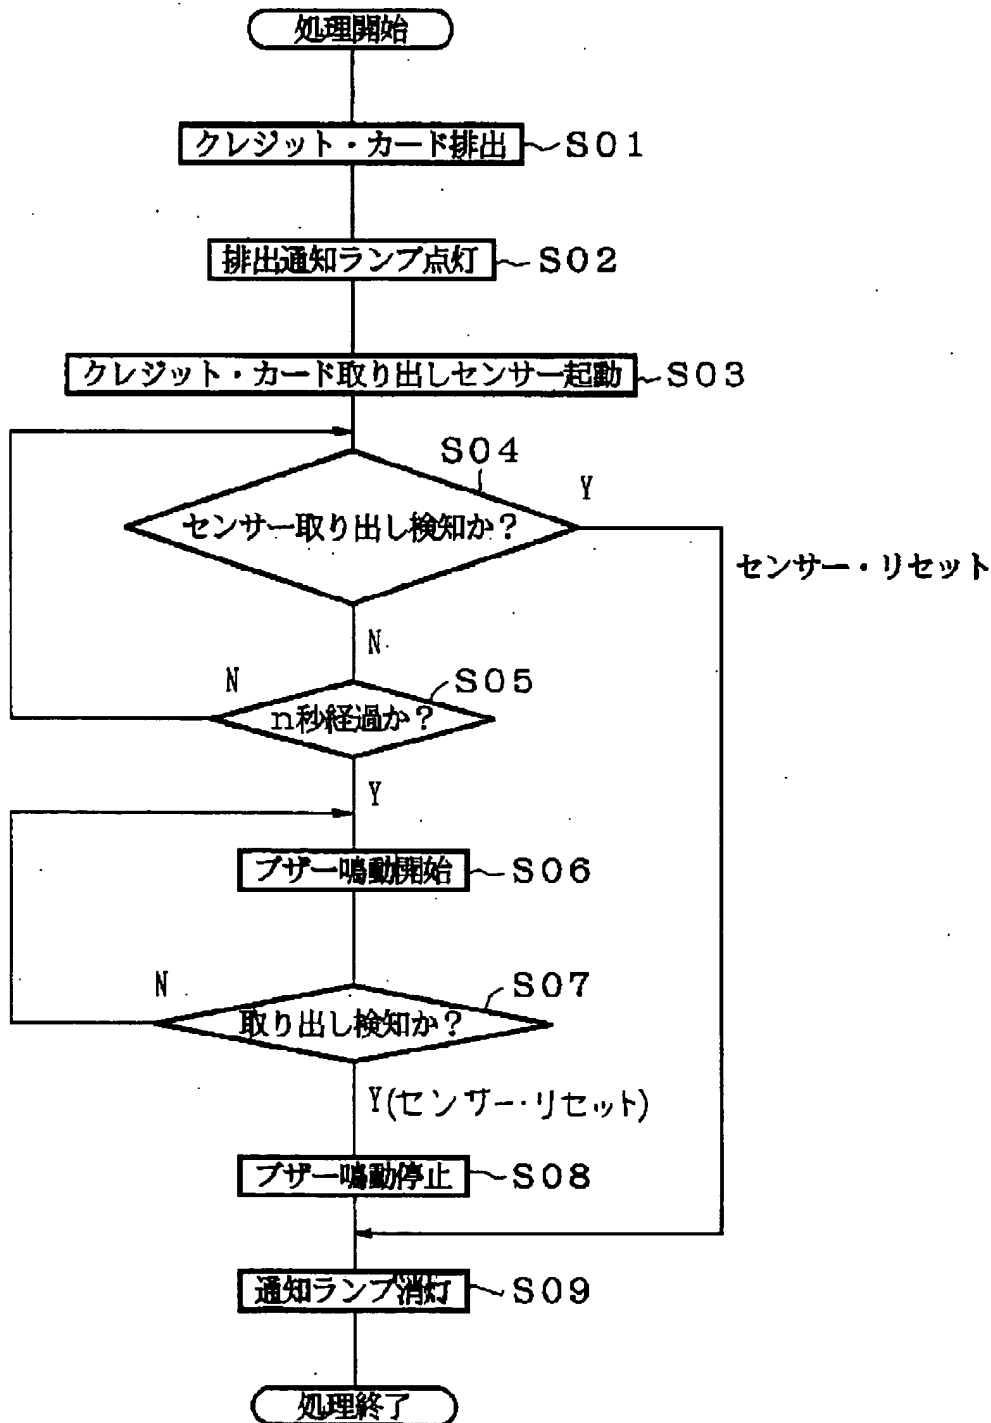 処理開始
クレジット・カード排出
S01
排出通知ランプ点灯
S02
クレジット・カード取り出しセンサー起動
S03
S04
Y
センサー取り出し検知か？
センサー・リセット
N
N
S05
n秒経過か？
Y
ブザー鳴動開始
S06
N
S07
取り出し検知か？
Y(センサー・リセット)
ブザー鳴動停止
S08
通知ランプ消灯
S09
処理終了